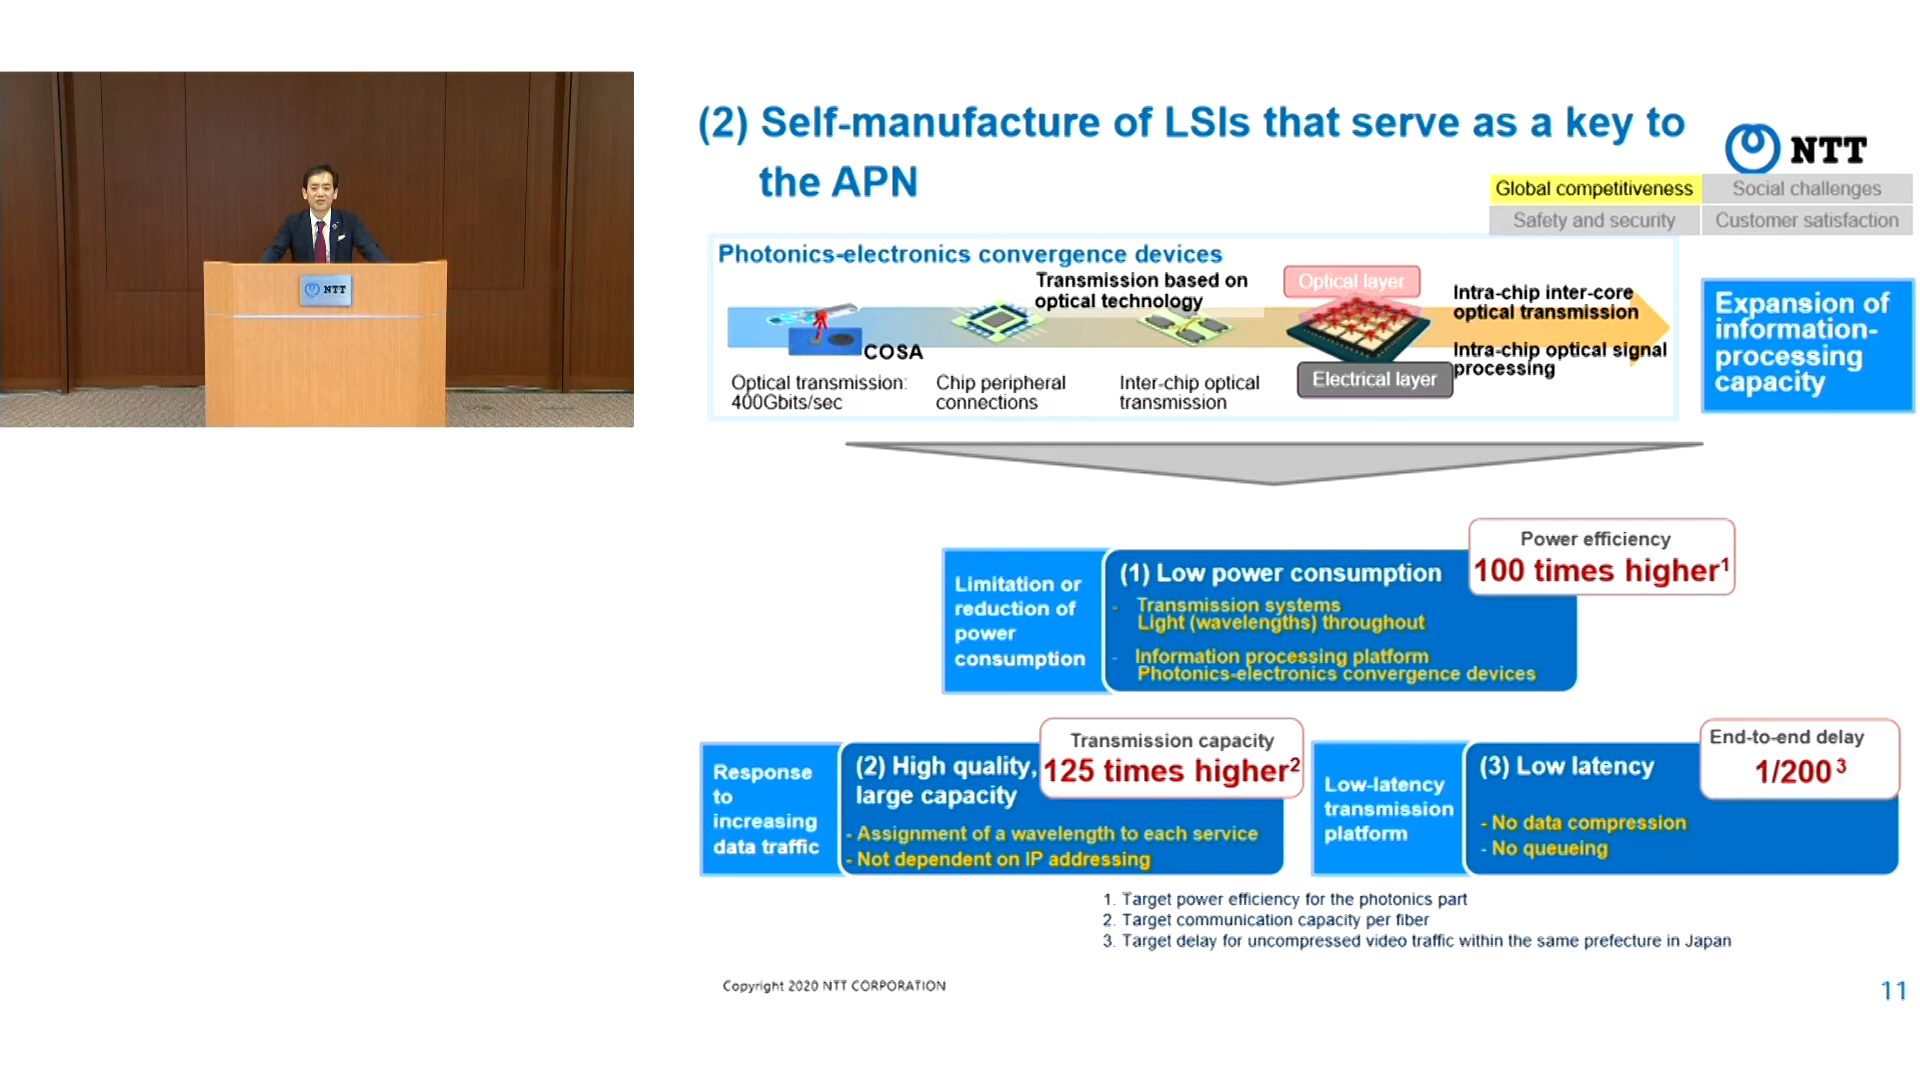 NTT
(2) Self-manufacture of LSIs that serve as a key to
the APN
NTT
Global competitiveness
Social challenges
Safety and security
Customer satisfaction
Photonics-electronics convergence devices
Transmission based on
optical technology
Optical layer
Intra-chip inter-core
optical transmission
Intra-chip optical signal
processing
COSA
Electrical layer
Optical transmission:
400Gbits/sec
Chip peripheral
connections
Inter-chip optical
transmission
Expansion of
information-
processing
capacity
Limitation or
reduction of
power
consumption
(1) Low power consumption
- Transmission systems
Light (wavelengths) throughout
- Information processing platform
Photonics-electronics convergence devices
Power efficiency
100 times higher1
Response
to
increasing
data traffic
(2) High quality,
large capacity
- Assignment of a wavelength to each service
- Not dependent on IP addressing
Transmission capacity
125 times higher2
Low-latency
transmission
platform
(3) Low latency
- No data compression
- No queueing
End-to-end delay
1/200 3
1. Target power efficiency for the photonics part
2. Target communication capacity per fiber
3. Target delay for uncompressed video traffic within the same prefecture in Japan
Copyright 2020 NTT CORPORATION
11